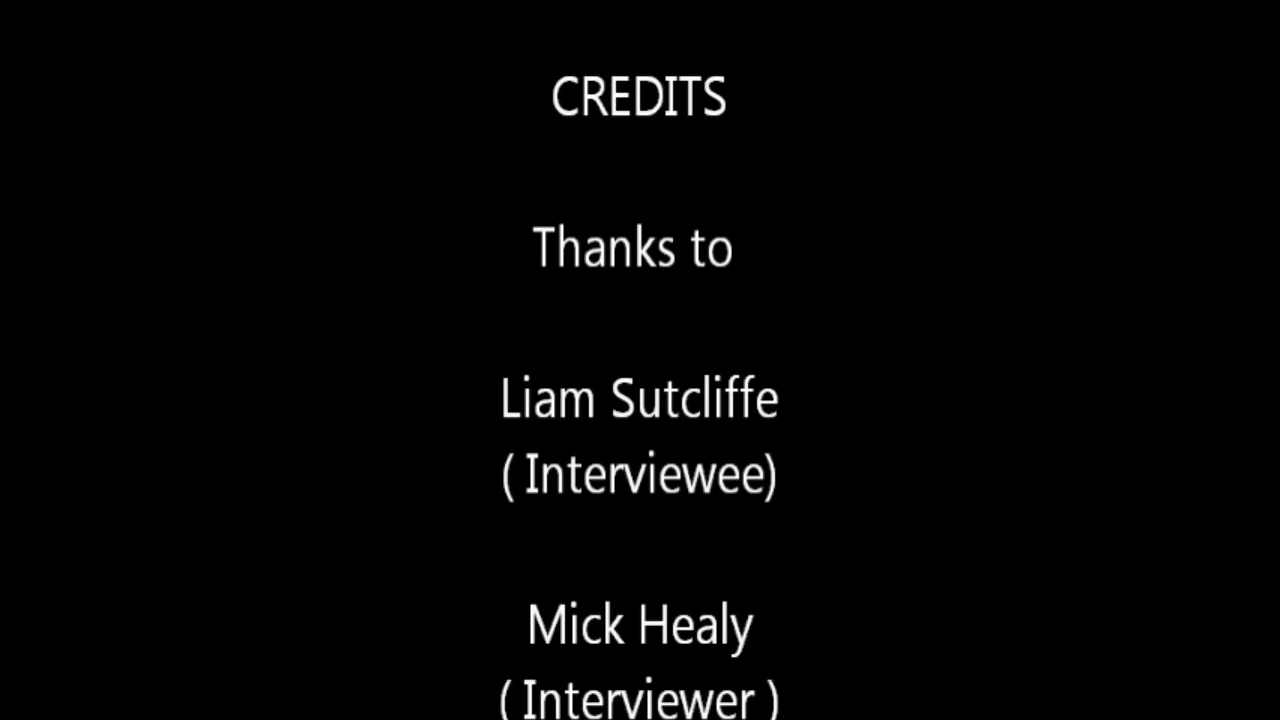 CREDITS
Thanks to
Liam Sutcliffe
( Interviewee)
Mick Healy
( Interviewer )